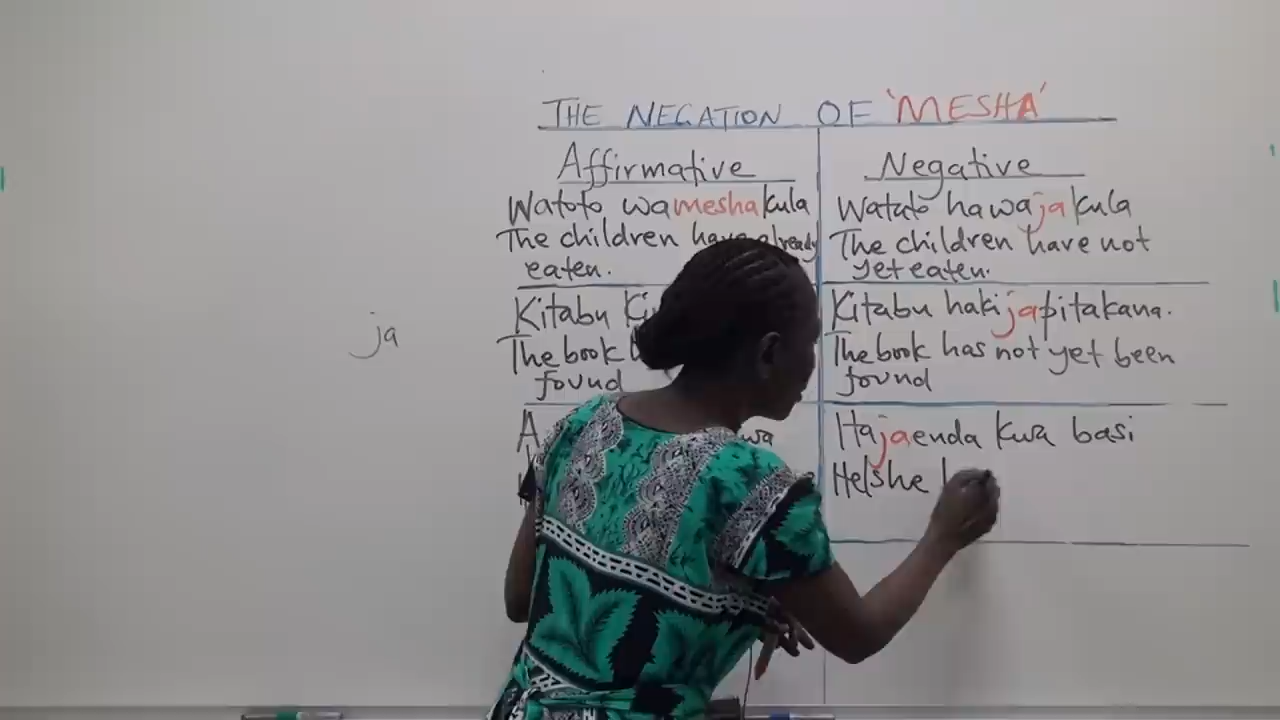 THE NEGATION OF 'MESHA'
Affirmative
Watoto wameshakula
The children have already
eaten.
Kitabu
The book
found
A
Negative
Watoto hawajakula
The children have not
yet eaten.
Kitabu hakijapitakana.
The book has not yet been
found
Hajaenda kwa basi
He/she
ja